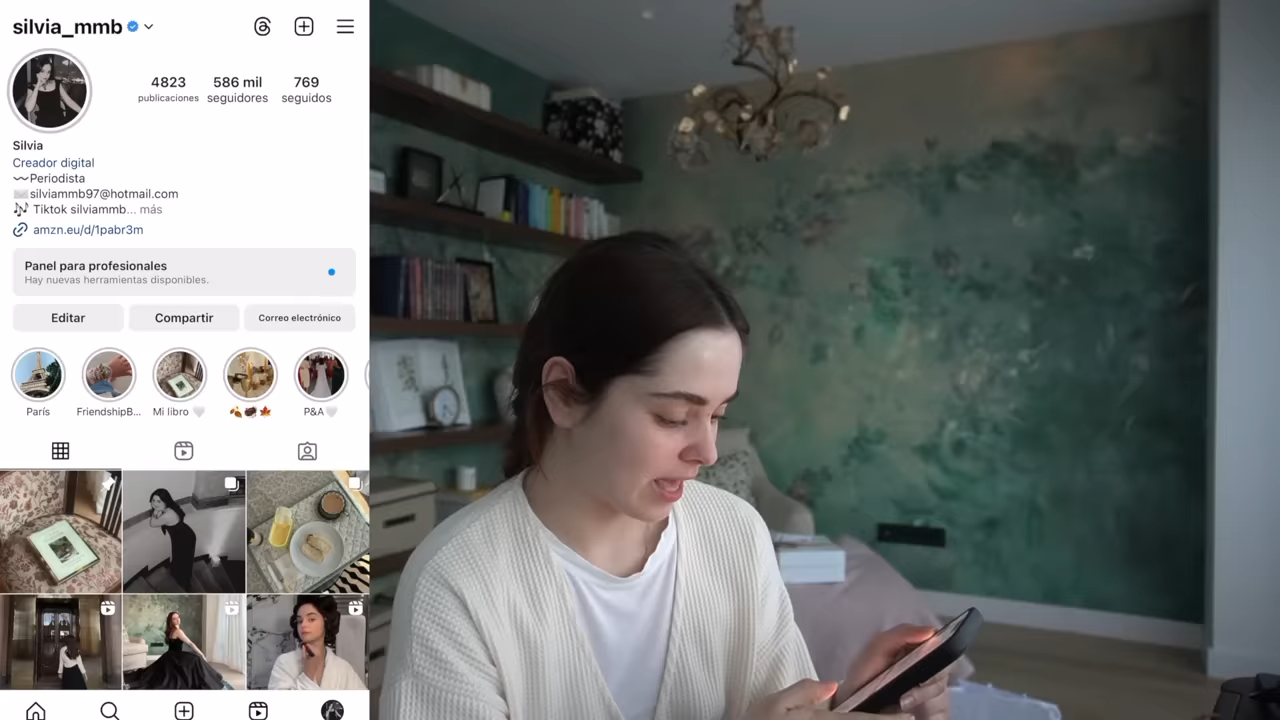 silvia_mmb
4823 586 mil 769
publicaciones seguidores seguidos
Silvia
Creador digital
Periodista
silviammb97@hotmail.com
Tiktok silviammb... más
amzn.eu/d/1pabr3m
Panel para profesionales
Hay nuevas herramientas disponibles.
Editar Compartir Correo electrónico
París FriendshipB... Mi libro P&A